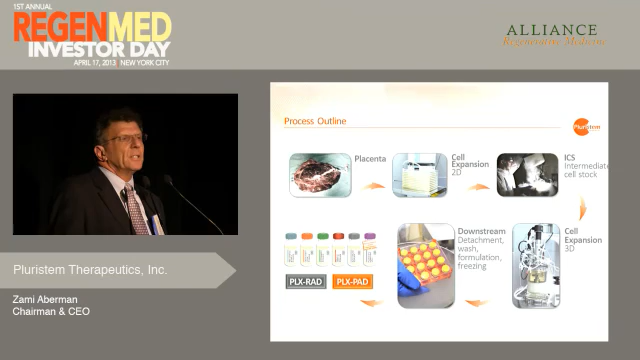 1ST ANNUAL
REGENMED
INVESTOR DAY
APRIL 17, 2013 | NEW YORK CITY
ALLIANCE
Regenerative Medicine
Process Outline
Pluristem
Placenta
Cell
Expansion
2D
ICS
Intermediate
cell stock
Downstream
Detachment,
wash,
formulation,
freezing
Cell
Expansion
3D
PLX-RAD
PLX-PAD
Pluristem Therapeutics, Inc.
Zami Aberman
Chairman & CEO